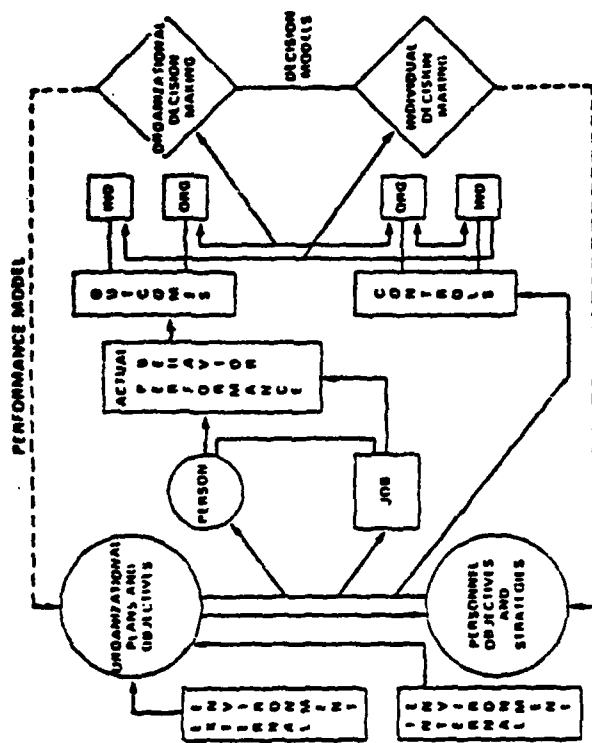 PERFORMANCE MODEL
ORGANIZATIONAL
PLANS AND
OBJECTIVES
PERSONNEL
OBJECTIVES
AND
STRATEGIES
EXTERNAL
ENVIRONMENT
INTERNAL
ENVIRONMENT
PERSON
JOB
ACTUAL
BEHAVIOR
PERFORMANCE
OUTCOMES
CONTROLS
IND
ORG
ORG
IND
ORGANIZATIONAL
DECISION
MAKING
DECISION
MODELS
INDIVIDUAL
DECISION
MAKING